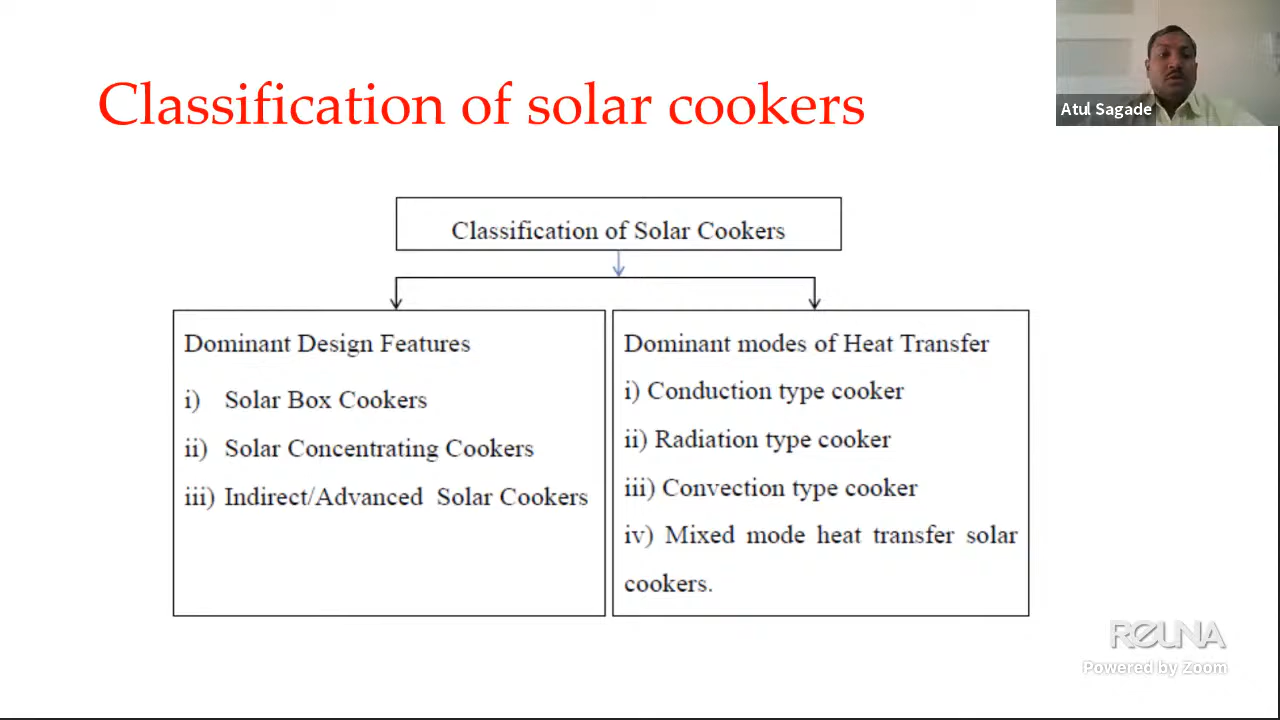 Classification of solar cookers
Atul Sagade
Classification of Solar Cookers
Dominant Design Features
i) Solar Box Cookers
ii) Solar Concentrating Cookers
iii) Indirect/Advanced Solar Cookers
Dominant modes of Heat Transfer
i) Conduction type cooker
ii) Radiation type cooker
iii) Convection type cooker
iv) Mixed mode heat transfer solar
cookers.
REUNA
Powered by Zoom